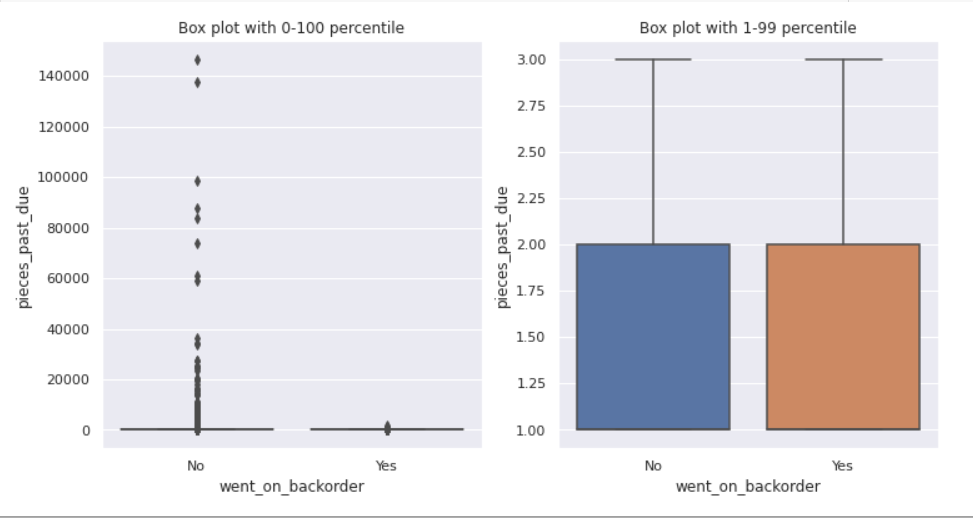 Box plot with 0-100 percentile
pieces_past_due
140000
120000
100000
80000
60000
40000
20000
0
No Yes
went_on_backorder
Box plot with 1-99 percentile
pieces_past_due
3.00
2.75
2.50
2.25
2.00
1.75
1.50
1.25
1.00
No Yes
went_on_backorder